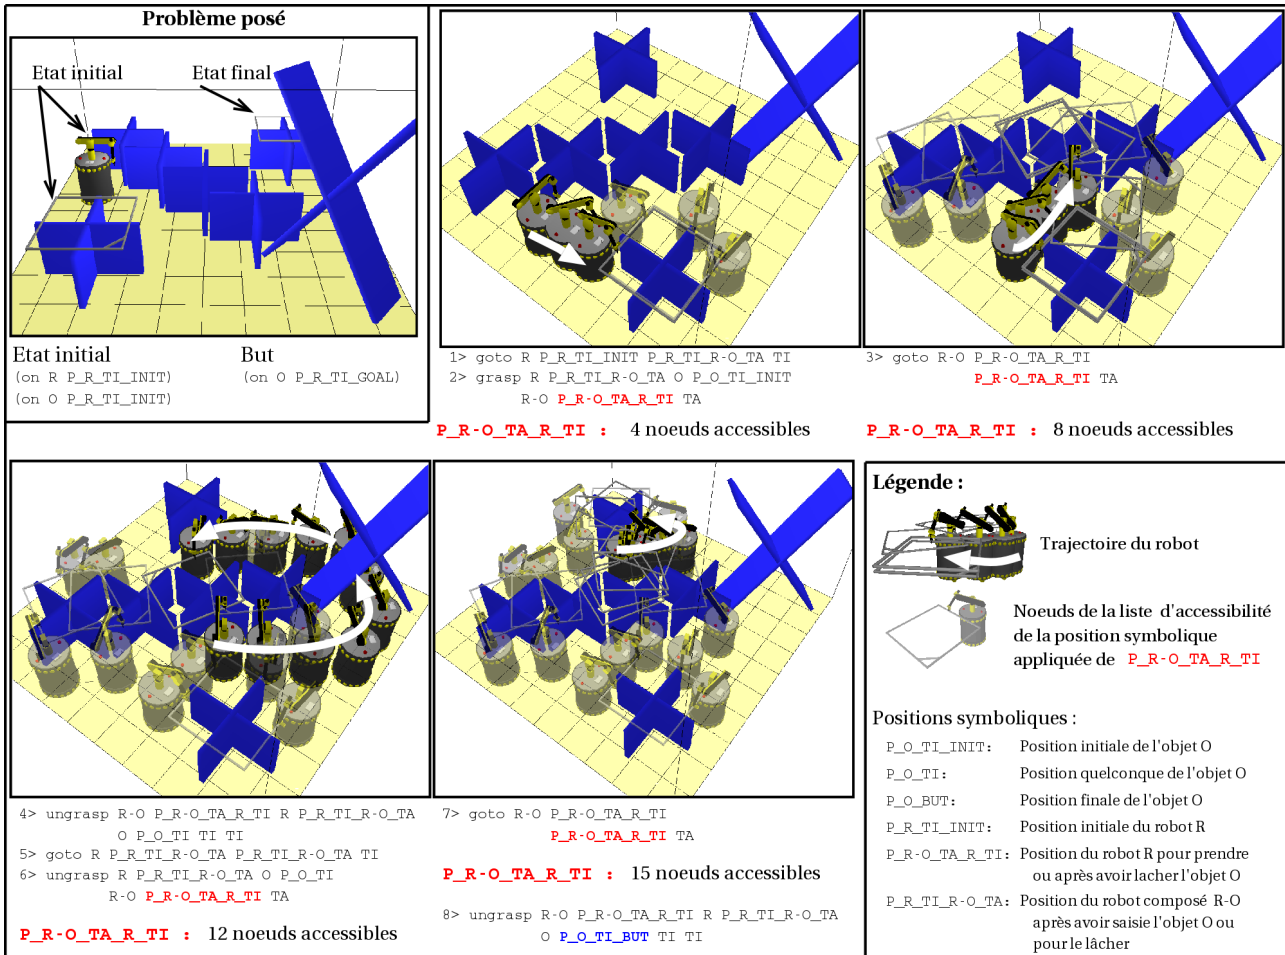 Problème posé
Etat initial
Etat final
Etat initial
(on R P_R_TI_INIT)
(on O P_R_TI_INIT)
But
(on O P_R_TI_GOAL)
1> goto R P_R_TI_INIT P_R_TI_R-O_TA TI
2> grasp R P_R_TI_R-O_TA O P_O_TI_INIT
R-O P_R-O_TA_R_TI TA
P_R-O_TA_R_TI : 4 noeuds accessibles
3> goto R-O P_R-O_TA_R_TI
P_R-O_TA_R_TI TA
P_R-O_TA_R_TI : 8 noeuds accessibles
4> ungrasp R-O P_R-O_TA_R_TI R P_R_TI_R-O_TA
O P_O_TI TI TI
5> goto R P_R_TI_R-O_TA P_R_TI_R-O_TA TI
6> ungrasp R P_R_TI_R-O_TA O P_O_TI
R-O P_R-O_TA_R_TI TA
P_R-O_TA_R_TI : 12 noeuds accessibles
7> goto R-O P_R-O_TA_R_TI
P_R-O_TA_R_TI TA
P_R-O_TA_R_TI : 15 noeuds accessibles
8> ungrasp R-O P_R-O_TA_R_TI R P_R_TI_R-O_TA
O P_O_TI_BUT TI TI
Légende :
Trajectoire du robot
Noeuds de la liste d'accessibilité
de la position symbolique
appliquée de P_R-O_TA_R_TI
Positions symboliques :
P_O_TI_INIT: Position initiale de l'objet O
P_O_TI: Position quelconque de l'objet O
P_O_BUT: Position finale de l'objet O
P_R_TI_INIT: Position initiale du robot R
P_R-O_TA_R_TI: Position du robot R pour prendre
ou après avoir lacher l'objet O
P_R_TI_R-O_TA: Position du robot composé R-O
après avoir saisie l'objet O ou
pour le lâcher